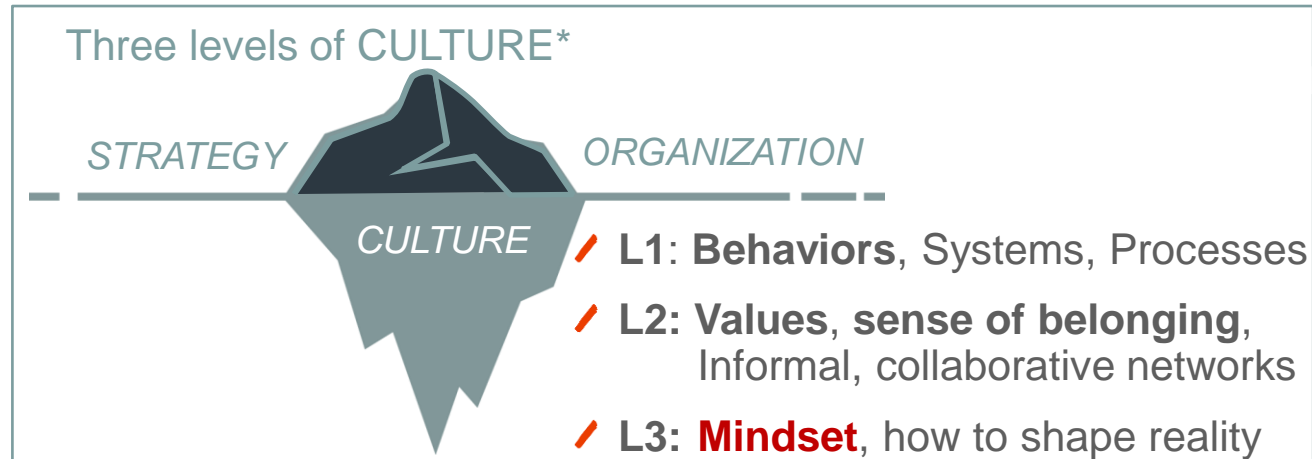 Three levels of CULTURE*
STRATEGY
ORGANIZATION
CULTURE
L1: Behaviors, Systems, Processes
L2: Values, sense of belonging,
Informal, collaborative networks
L3: Mindset, how to shape reality